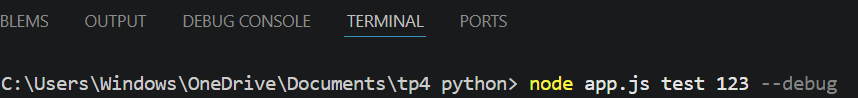 BLEMS OUTPUT DEBUG CONSOLE TERMINAL PORTS
C:\Users\Windows\OneDrive\Documents\tp4 python> node app.js test 123 --debug